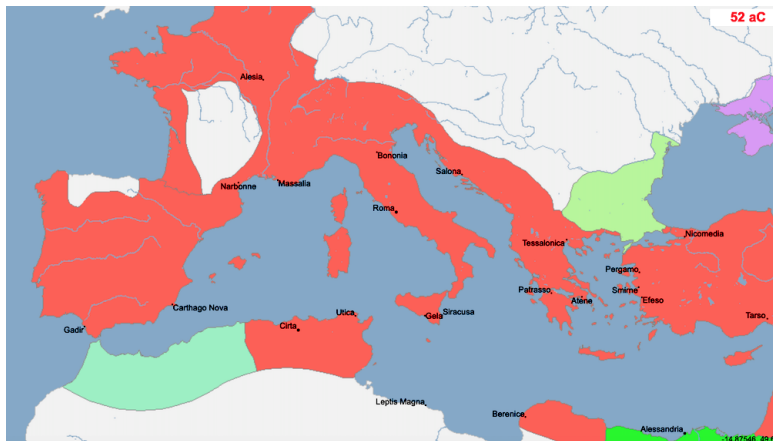 52 aC
Alesia
Bononia
Salona
Narbonne
Massalia
Roma
Nicomedia
Tessalonica
Pergamo
Smirne
Efeso
Patrasso
Atene
Carthago Nova
Gadir
Utica
Cirta
Gela
Siracusa
Tarso
Leptis Magna
Berenice
Alessandria